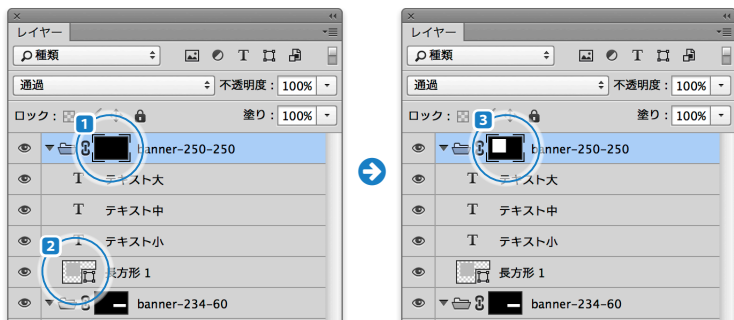 レイヤー
種類
通過 不透明度： 100%
ロック： 塗り： 100%
1
banner-250-250
T テキスト大
T テキスト中
2
T テキスト小
長方形 1
banner-234-60
レイヤー
種類
通過 不透明度： 100%
ロック： 塗り： 100%
3
banner-250-250
T テキスト大
T テキスト中
T テキスト小
長方形 1
banner-234-60